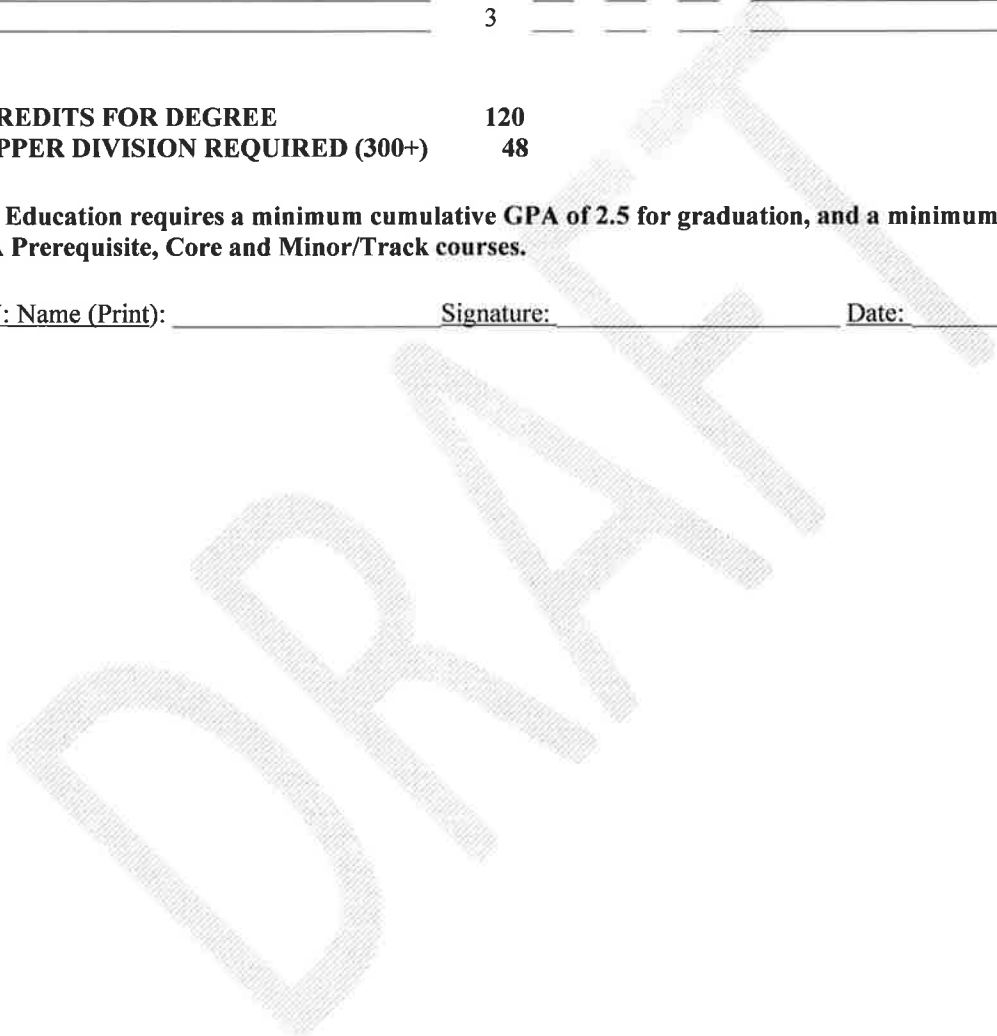 3
REDITS FOR DEGREE 120
PPER DIVISION REQUIRED (300+) 48
Education requires a minimum cumulative GPA of 2.5 for graduation, and a minimum
Prerequisite, Core and Minor/Track courses.
: Name (Print): Signature: Date:
DRAFT